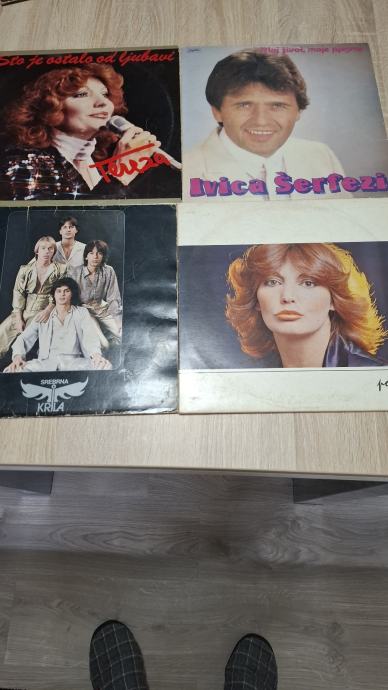 Što je ostalo od ljubavi
Tereza
Moj život, moje pjesme
Ivica Šerfezi
SREBRNA
KRILA